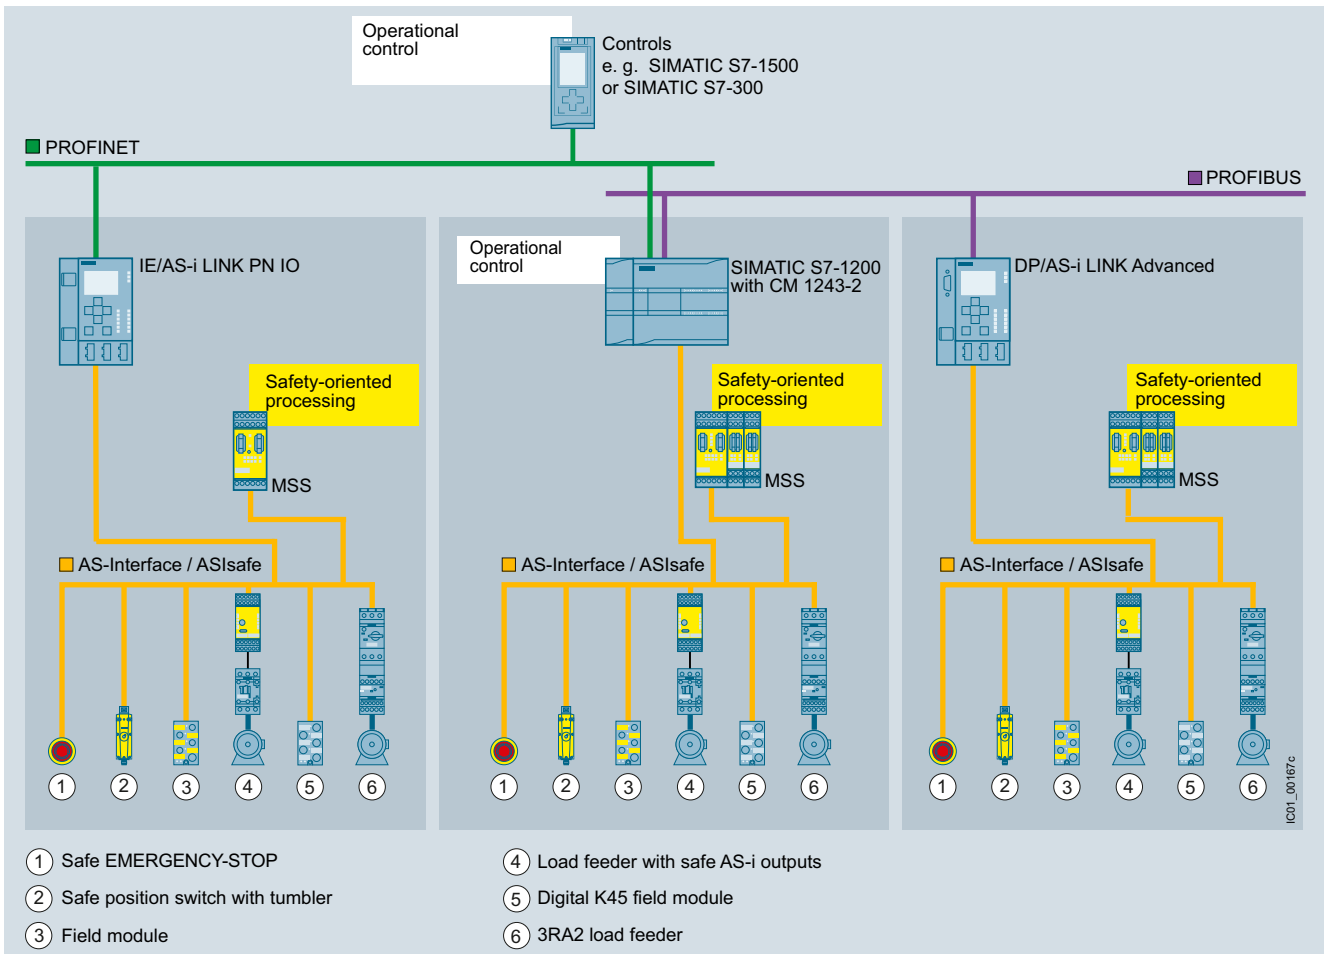 Operational
control
Controls
e. g. SIMATIC S7-1500
or SIMATIC S7-300
PROFINET
PROFIBUS
IE/AS-i LINK PN IO
Operational
control
SIMATIC S7-1200
with CM 1243-2
DP/AS-i LINK Advanced
Safety-oriented
processing
MSS
Safety-oriented
processing
MSS
Safety-oriented
processing
MSS
AS-Interface / ASIsafe
AS-Interface / ASIsafe
AS-Interface / ASIsafe
1 2 3 4 5 6
1 2 3 4 5 6
1 2 3 4 5 6
IC01_00167c
1 Safe EMERGENCY-STOP
2 Safe position switch with tumbler
3 Field module
4 Load feeder with safe AS-i outputs
5 Digital K45 field module
6 3RA2 load feeder